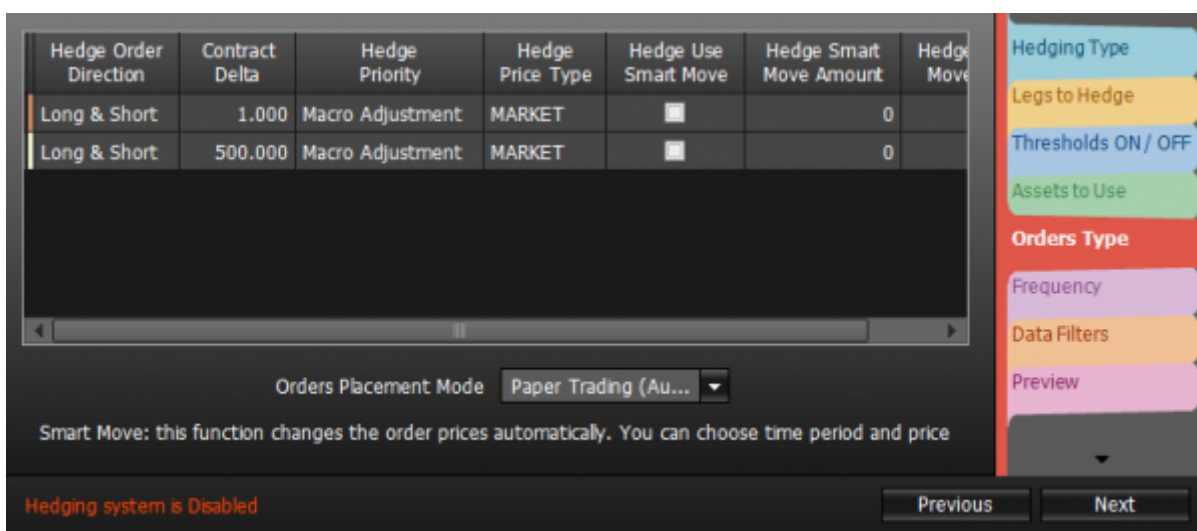 Hedge Order Direction Contract Delta Hedge Priority Hedge Price Type Hedge Use Smart Move Hedge Smart Move Amount Hedge Move
Long & Short 1.000 Macro Adjustment MARKET 0
Long & Short 500.000 Macro Adjustment MARKET 0
Orders Placement Mode Paper Trading (Au...
Smart Move: this function changes the order prices automatically. You can choose time period and price
Hedging Type
Legs to Hedge
Thresholds ON / OFF
Assets to Use
Orders Type
Frequency
Data Filters
Preview
Hedging system is Disabled
Previous Next